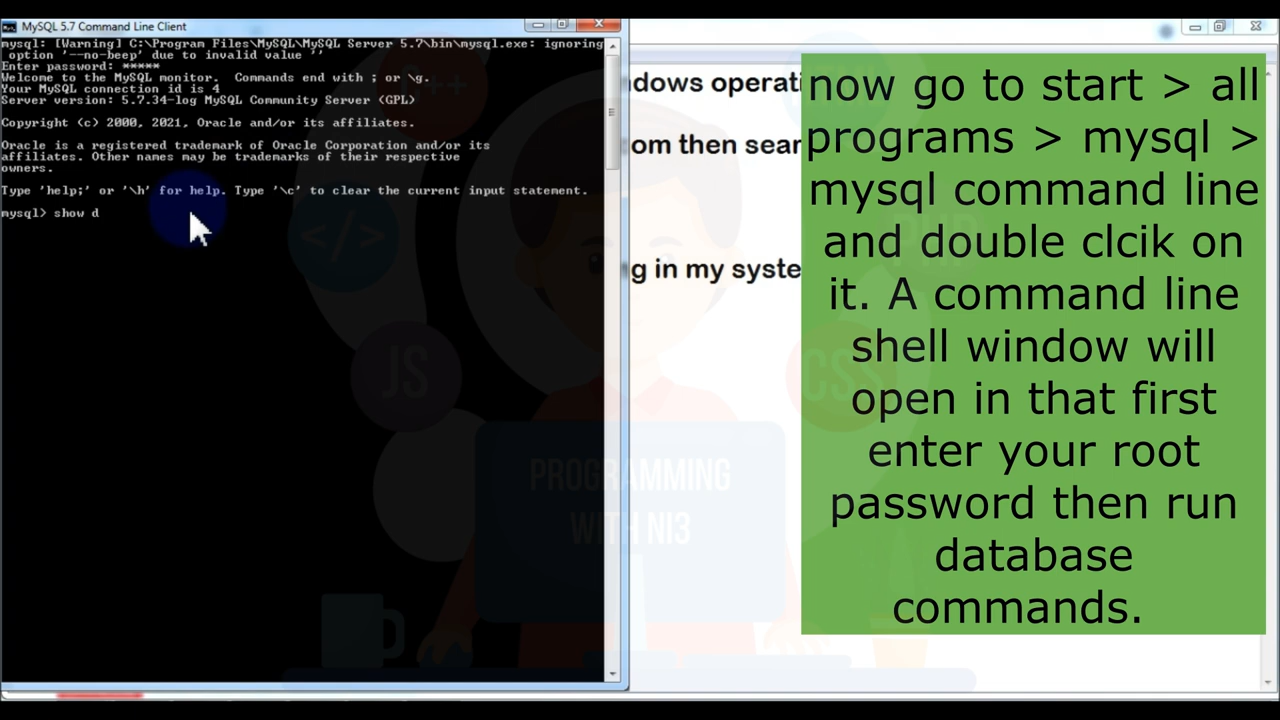 MySQL 5.7 Command Line Client
mysql: [Warning] C:\Program Files\MySQL\MySQL Server 5.7\bin\mysql.exe: ignoring
option '--no-beep' due to invalid value ''
Enter password: *****
Welcome to the MySQL monitor.  Commands end with ; or \g.
Your MySQL connection id is 4
Server version: 5.7.34-log MySQL Community Server (GPL)
Copyright (c) 2000, 2021, Oracle and/or its affiliates.
Oracle is a registered trademark of Oracle Corporation and/or its
affiliates. Other names may be trademarks of their respective
owners.
Type 'help;' or '\h' for help. Type '\c' to clear the current input statement.
mysql> show d
dows operati
om then sear
g in my syste
now go to start > all
programs > mysql >
mysql command line
and double clcik on
it. A command line
shell window will
open in that first
enter your root
password then run
database
commands.
C++
</>
JS
PHP
CSS
PROGRAMMING
WITH NI3